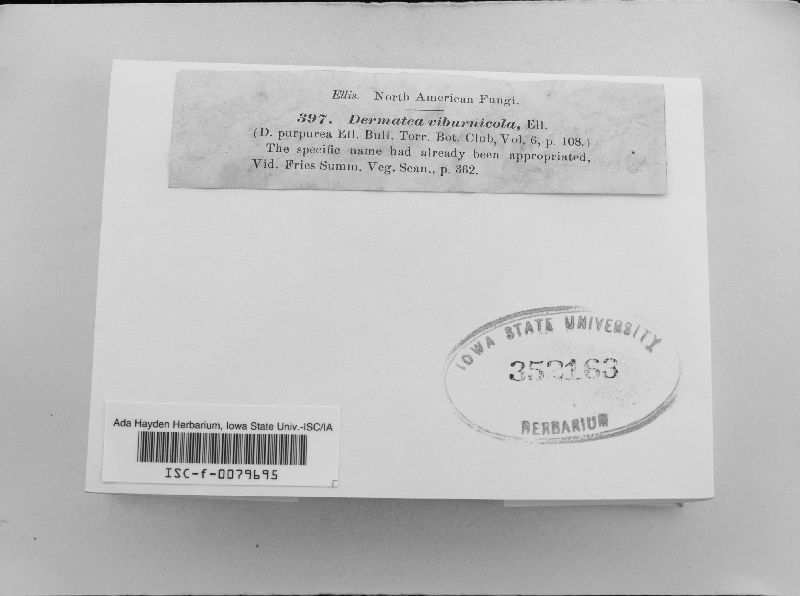 Ellis. North American Fungi.
397. Dermatea viburnicola, Ell.
(D. purpurea Ell. Bull. Torr. Bot. Club, Vol, 6, p. 108.)
The specific name had already been appropriated,
Vid. Fries Summ. Veg. Scan., p. 362.
IOWA STATE UNIVERSITY
352163
HERBARIUM
Ada Hayden Herbarium, Iowa State Univ.-ISC/IA
ISC-f-0079695